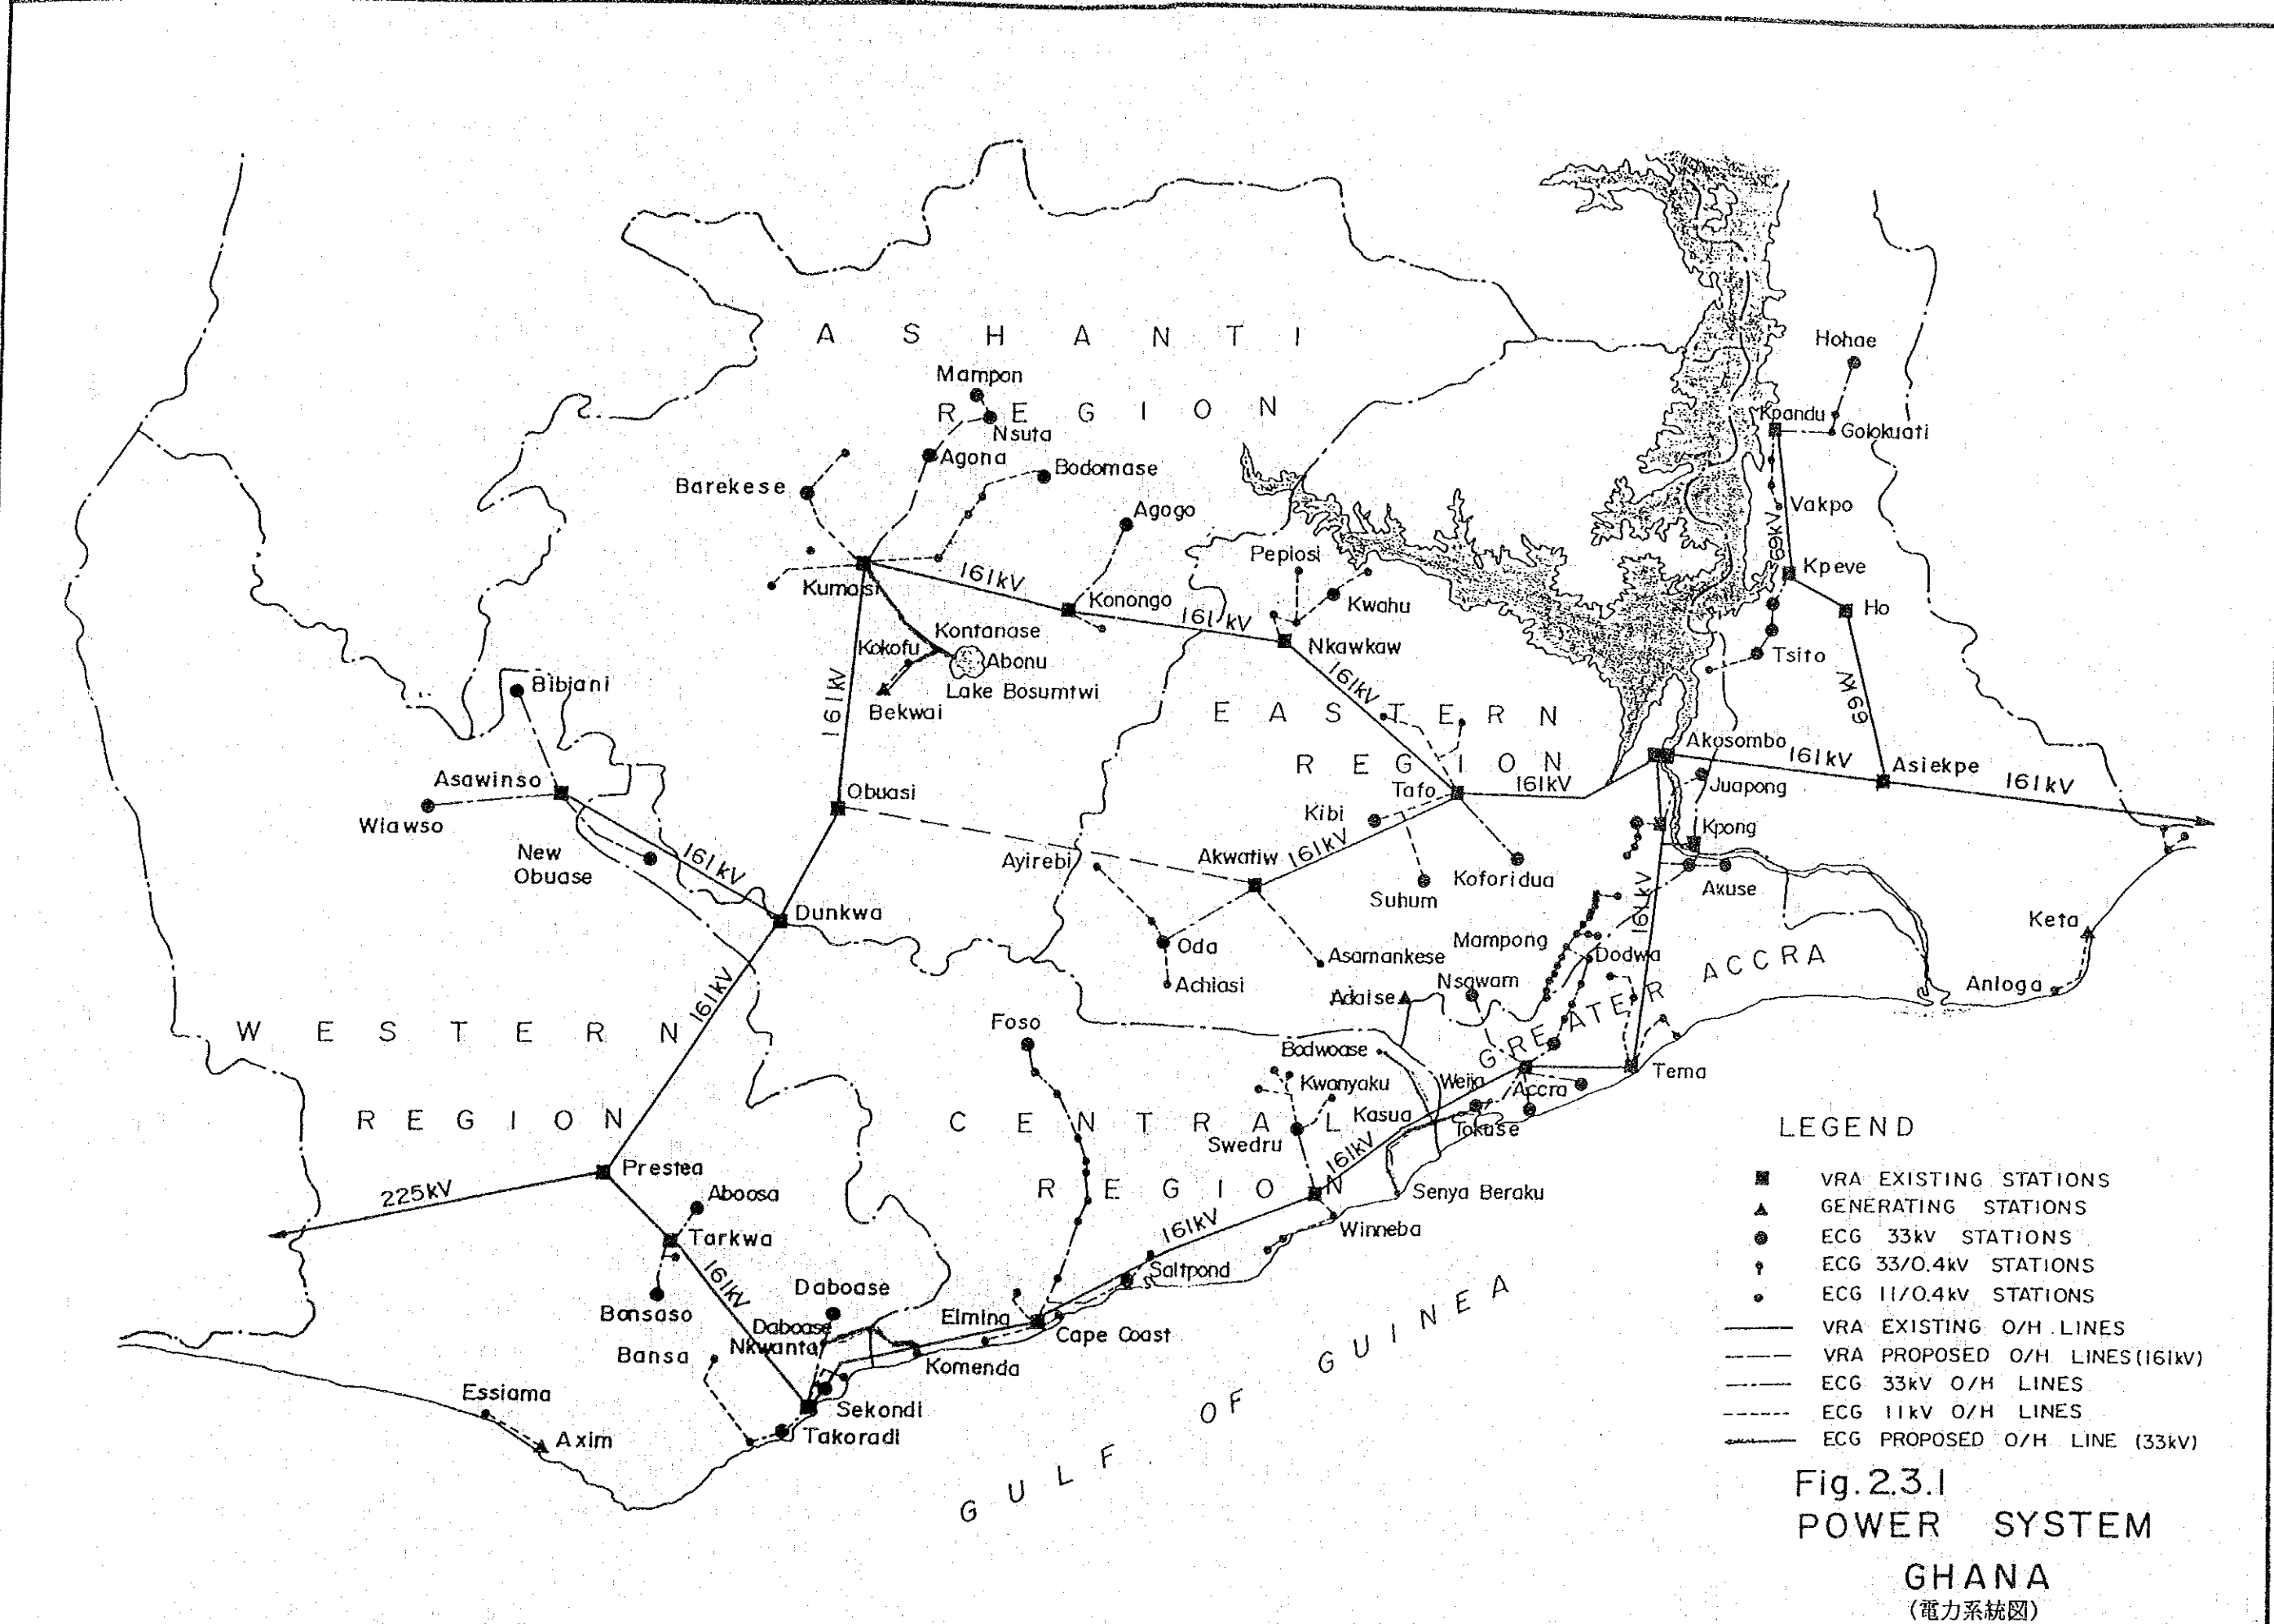 A S H A N T I
R E G I O N
Mampon
Nsuta
Agona
Bodomase
Barekese
Agogo
Hohae
Kpandu
Golokuati
Vakpo
69kV
Kpeve
Ho
Tsito
69kV
Pepiosi
Kwahu
Kumasi
161kV
Konongo
161kV
Nkawkaw
Kontanase
Kokofu
Abonu
Lake Bosumtwi
Bekwai
161kV
161kV
E A S T E R N
R E G I O N
Bibiani
Asawinso
Wiawso
New
Obuase
161kV
Obuasi
Dunkwa
Akosombo
161kV
Asiekpe
161kV
Juapong
Tafo
161kV
Kibi
Kpong
Akwatiw
161kV
Ayirebi
Suhum
Koforidua
Akuse
161kV
Keta
Anloga
Oda
Achiasi
Asamankese
Mampong
Dodwa
Nsawam
Adaise
GREATER ACCRA
161kV
W E S T E R N
R E G I O N
Foso
Bodwoase
Kwanyaku
Weija
Accra
Tema
Kasua
Tokuse
C E N T R A L
R E G I O N
Swedru
161kV
Senya Beraku
Winneba
161kV
Prestea
225kV
Aboosa
Tarkwa
161kV
Bonsaso
Bansa
Daboase
Daboase
Nkwanta
Elmina
Saltpond
Cape Coast
Komenda
Sekondi
Takoradi
Essiama
Axim
GULF OF GUINEA
LEGEND
VRA EXISTING STATIONS
GENERATING STATIONS
ECG 33kV STATIONS
ECG 33/0.4kV STATIONS
ECG 11/0.4kV STATIONS
VRA EXISTING O/H LINES
VRA PROPOSED O/H LINES (161kV)
ECG 33kV O/H LINES
ECG 11kV O/H LINES
ECG PROPOSED O/H LINE (33kV)
Fig.2.3.1
POWER SYSTEM
GHANA
(電力系統図)